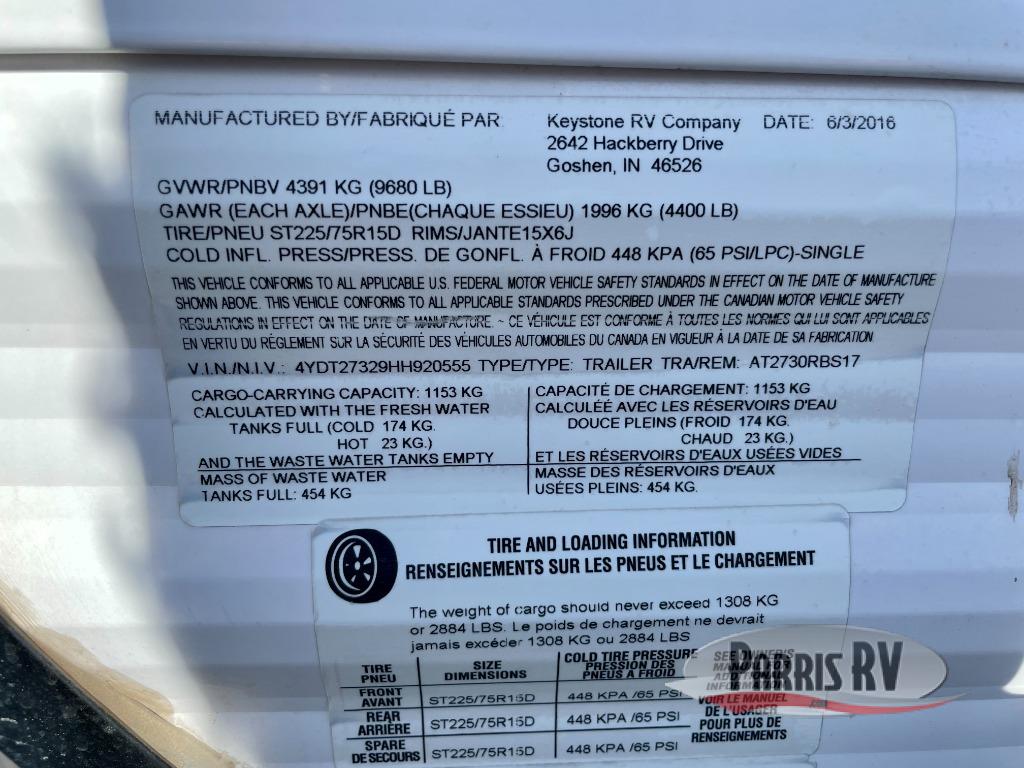 MANUFACTURED BY/FABRIQUÉ PAR Keystone RV Company DATE: 6/3/2016
2642 Hackberry Drive
Goshen, IN 46526
GVWR/PNBV 4391 KG (9680 LB)
GAWR (EACH AXLE)/PNBE(CHAQUE ESSIEU) 1996 KG (4400 LB)
TIRE/PNEU ST225/75R15D RIMS/JANTE15X6J
COLD INFL. PRESS/PRESS. DE GONFL. À FROID 448 KPA (65 PSI/LPC)-SINGLE
THIS VEHICLE CONFORMS TO ALL APPLICABLE U.S. FEDERAL MOTOR VEHICLE SAFETY STANDARDS IN EFFECT ON THE DATE OF MANUFACTURE
SHOWN ABOVE. THIS VEHICLE CONFORMS TO ALL APPLICABLE STANDARDS PRESCRIBED UNDER THE CANADIAN MOTOR VEHICLE SAFETY
REGULATIONS IN EFFECT ON THE DATE OF MANUFACTURE. ~ CE VÉHICULE EST CONFORME À TOUTES LES NORMES QUI LUI SONT APPLICABLES
EN VERTU DU RÉGLEMENT SUR LA SÉCURITÉ DES VÉHICULES AUTOMOBILES DU CANADA EN VIGUEUR À LA DATE DE SA FABRICATION
V.I.N./N.I.V.: 4YDT27329HH920555 TYPE/TYPE: TRAILER TRA/REM: AT2730RBS17
CARGO-CARRYING CAPACITY: 1153 KG
CALCULATED WITH THE FRESH WATER
TANKS FULL (COLD 174 KG.
HOT 23 KG.)
AND THE WASTE WATER TANKS EMPTY
MASS OF WASTE WATER
TANKS FULL: 454 KG
CAPACITÉ DE CHARGEMENT: 1153 KG
CALCULÉE AVEC LES RÉSERVOIRS D'EAU
DOUCE PLEINS (FROID 174 KG.
CHAUD 23 KG.)
ET LES RÉSERVOIRS D'EAUX USÉES VIDES
MASSE DES RÉSERVOIRS D'EAUX
USÉES PLEINS: 454 KG.
TIRE AND LOADING INFORMATION
RENSEIGNEMENTS SUR LES PNEUS ET LE CHARGEMENT
The weight of cargo should never exceed 1308 KG
or 2884 LBS. Le poids de chargement ne devrait
jamais excéder 1308 KG ou 2884 LBS
TIRE
PNEU
SIZE
DIMENSIONS
COLD TIRE PRESSURE
PRESSION DES
PNEUS A FROID
FRONT
AVANT
ST225/75R15D
448 KPA /65 PSI
REAR
ARRIÈRE
ST225/75R15D
448 KPA /65 PSI
SPARE
DE SECOURS
ST225/75R15D
448 KPA /65 PSI
SEE OWNER'S
MANUAL FOR
VOIR LE MANUEL
DE L'USAGER
POUR PLUS DE
RENSEIGNEMENTS
PARRIS RV
.com